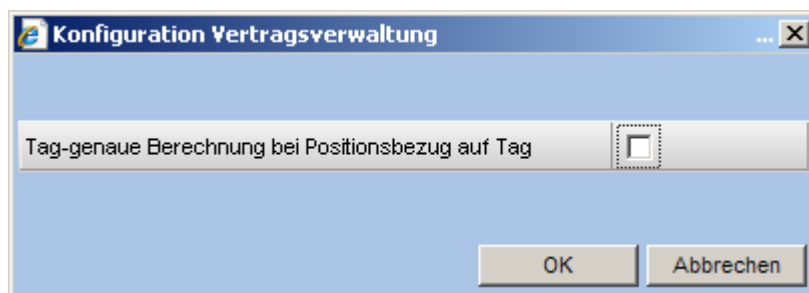 Konfiguration Vertragsverwaltung ...
Tag-genaue Berechnung bei Positionsbezug auf Tag
OK Abbrechen